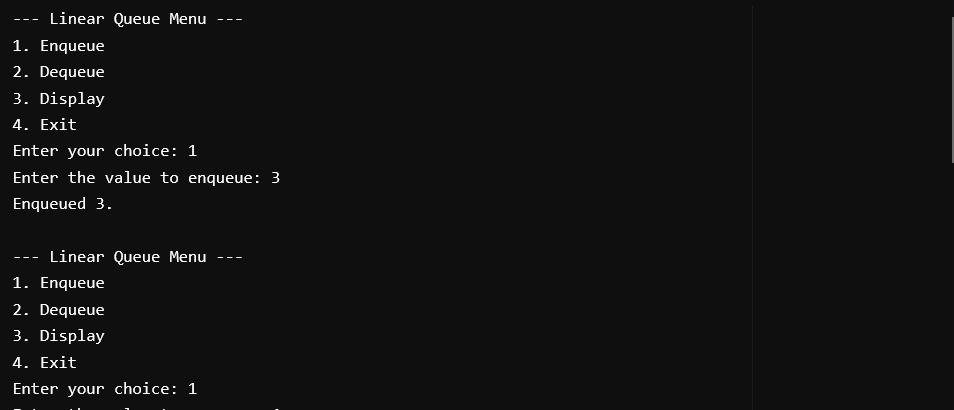 --- Linear Queue Menu ---
1. Enqueue
2. Dequeue
3. Display
4. Exit
Enter your choice: 1
Enter the value to enqueue: 3
Enqueued 3.
--- Linear Queue Menu ---
1. Enqueue
2. Dequeue
3. Display
4. Exit
Enter your choice: 1